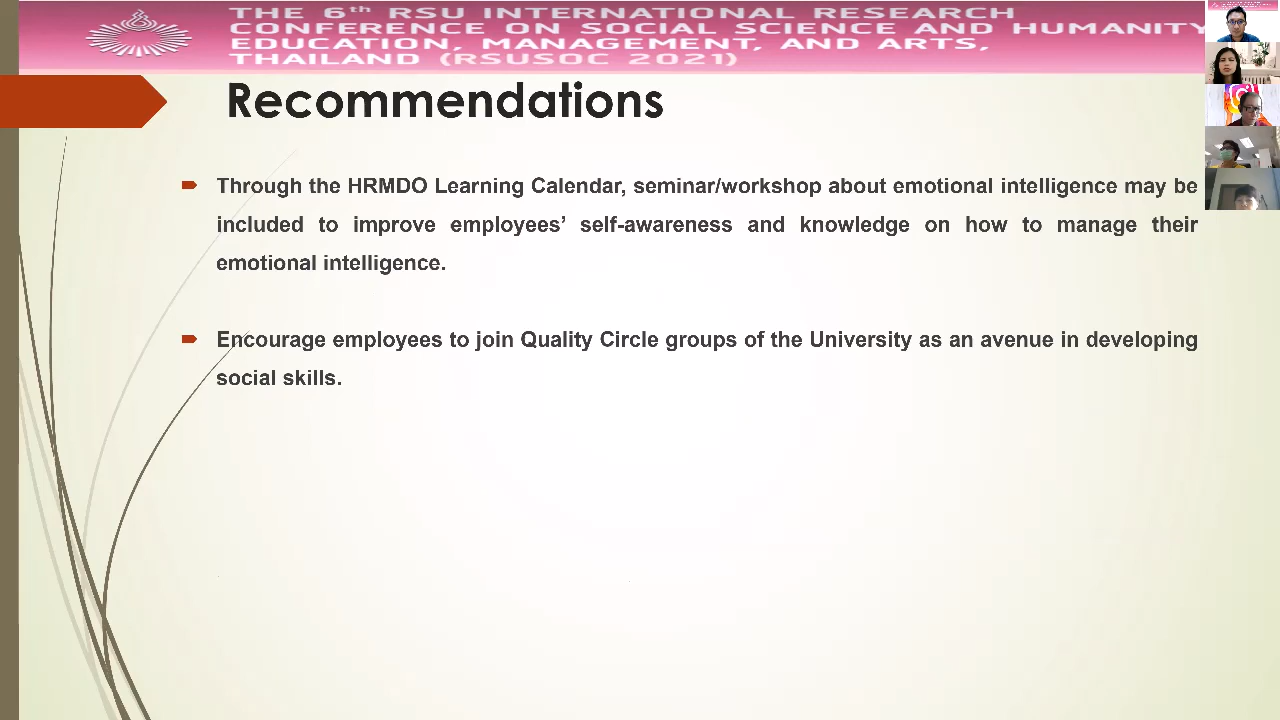 THE 6th RSU INTERNATIONAL RESEARCH
CONFERENCE ON SOCIAL SCIENCE AND HUMANITY
EDUCATION, MANAGEMENT, AND ARTS,
THAILAND (RSUSOC 2021)
Recommendations
Through the HRMDO Learning Calendar, seminar/workshop about emotional intelligence may be
included to improve employees’ self-awareness and knowledge on how to manage their
emotional intelligence.
Encourage employees to join Quality Circle groups of the University as an avenue in developing
social skills.